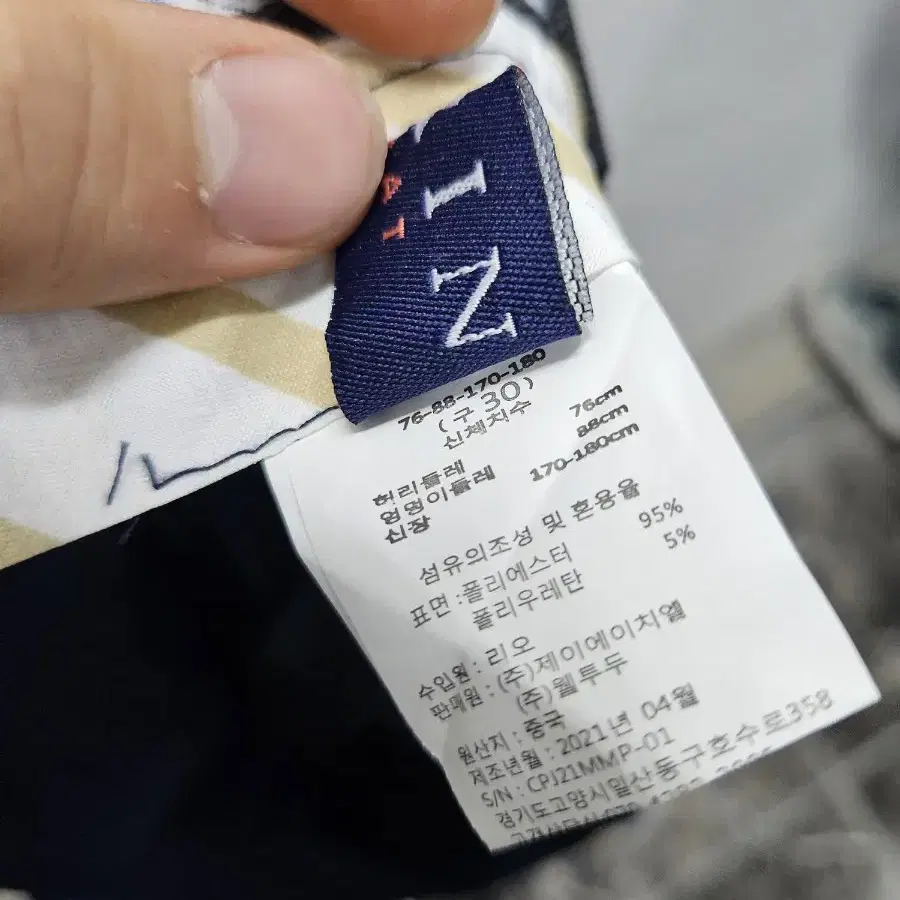 IN
76-88-170-180
(구 30)
신체치수
허리둘레 76cm
엉덩이둘레 88cm
신장 170-180cm
섬유의조성 및 혼용율
표면 : 폴리에스터 95%
폴리우레탄 5%
수입원 : 리오
판매원 : (주)제이에이치엘
(주)웰투두
원산지 : 중국
제조년월 : 2021년 04월
S/N : CPJ21MMP-01
경기도고양시일산동구호수로358